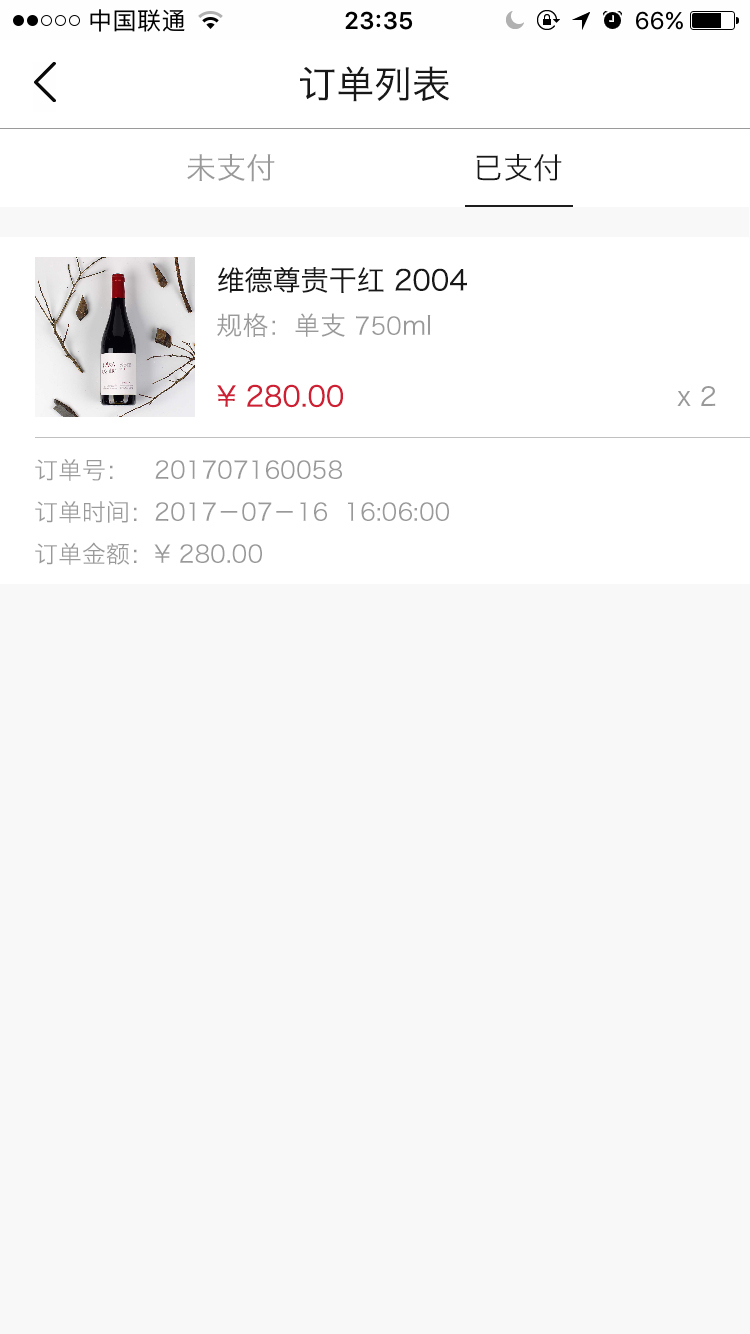 中国联通 23:35 66%
订单列表
未支付 已支付
维德尊贵干红 2004
规格：单支 750ml
¥ 280.00 x 2
订单号： 201707160058
订单时间：2017－07－16 16:06:00
订单金额：¥ 280.00